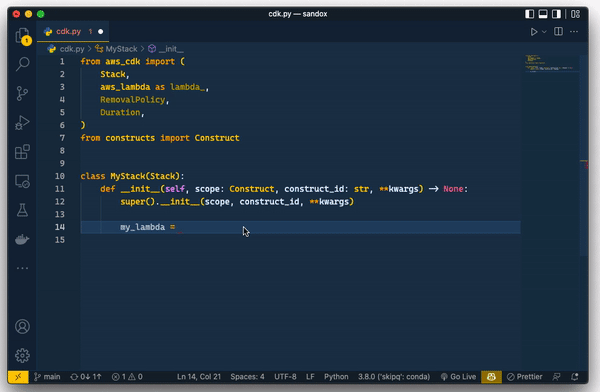 cdk.py — sandox
cdk.py 1
cdk.py > MyStack > __init__
1 from aws_cdk import (
2 Stack,
3 aws_lambda as lambda_,
4 RemovalPolicy,
5 Duration,
6 )
7 from constructs import Construct
8
9
10 class MyStack(Stack):
11 def __init__(self, scope: Construct, construct_id: str, **kwargs) -> None:
12 super().__init__(scope, construct_id, **kwargs)
13
14 my_lambda =
15
1
main 0↓ 1↑ 1 0 Ln 14, Col 21 Spaces: 4 UTF-8 LF Python 3.8.0 ('skipq': conda) Go Live Prettier